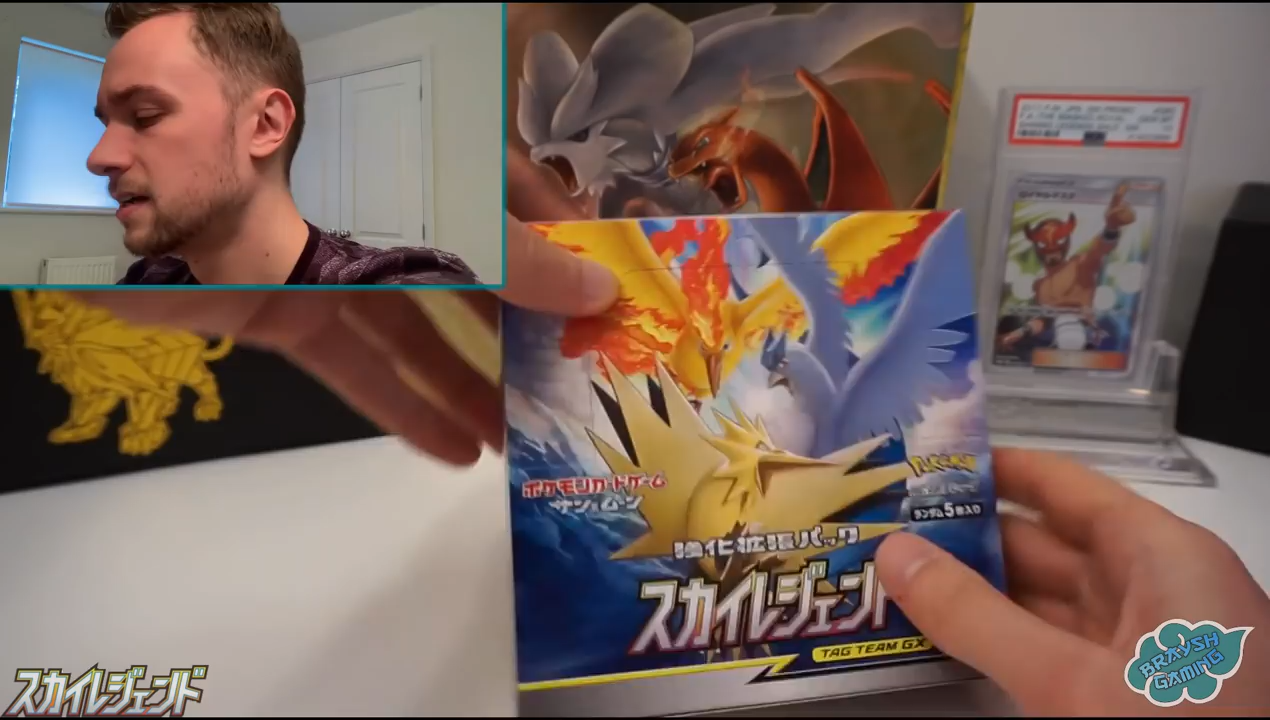 ポケモンカードゲーム
サン&ムーン
Pokémon
ランダム5枚入り
強化拡張パック
スカイレジェンド
TAG TEAM GX
スカイレジェンド
BRAYSH
GAMING